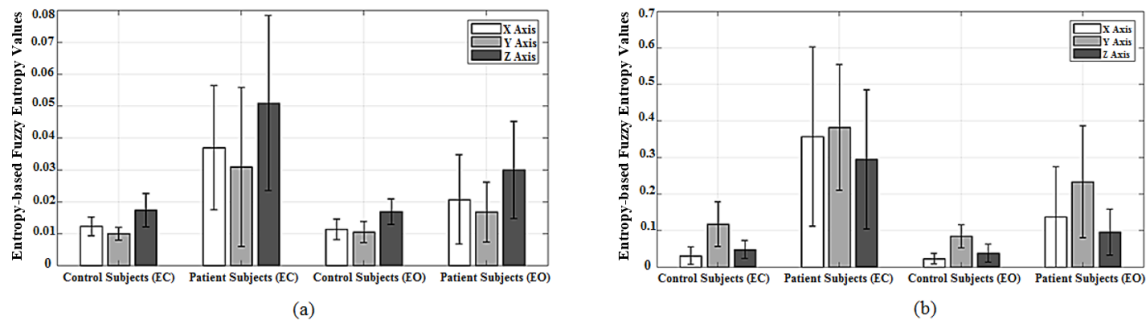 Entropy-based Fuzzy Entropy Values
0.08
0.07
0.06
0.05
0.04
0.03
0.02
0.01
0
X Axis
Y Axis
Z Axis
Control Subjects (EC) Patient Subjects (EC) Control Subjects (EO) Patient Subjects (EO)
(a)
Entropy-based Fuzzy Entropy Values
0.7
0.6
0.5
0.4
0.3
0.2
0.1
0
X Axis
Y Axis
Z Axis
Control Subjects (EC) Patient Subjects (EC) Control Subjects (EO) Patient Subjects (EO)
(b)